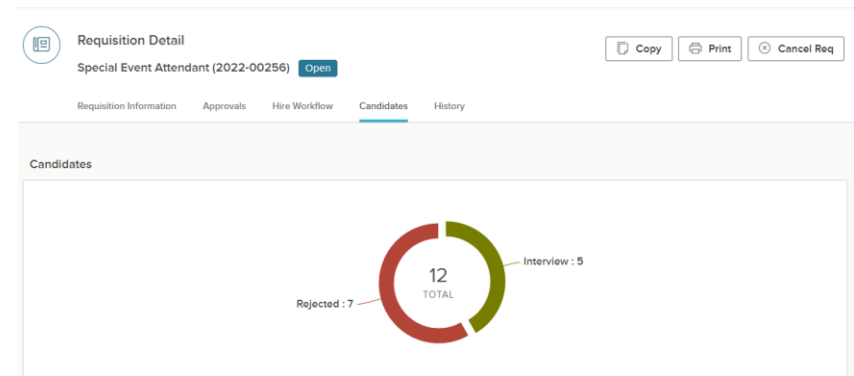 Requisition Detail
Special Event Attendant (2022-00256) Open
Copy Print Cancel Req
Requisition Information Approvals Hire Workflow Candidates History
Candidates
Interview : 5
12
TOTAL
Rejected : 7